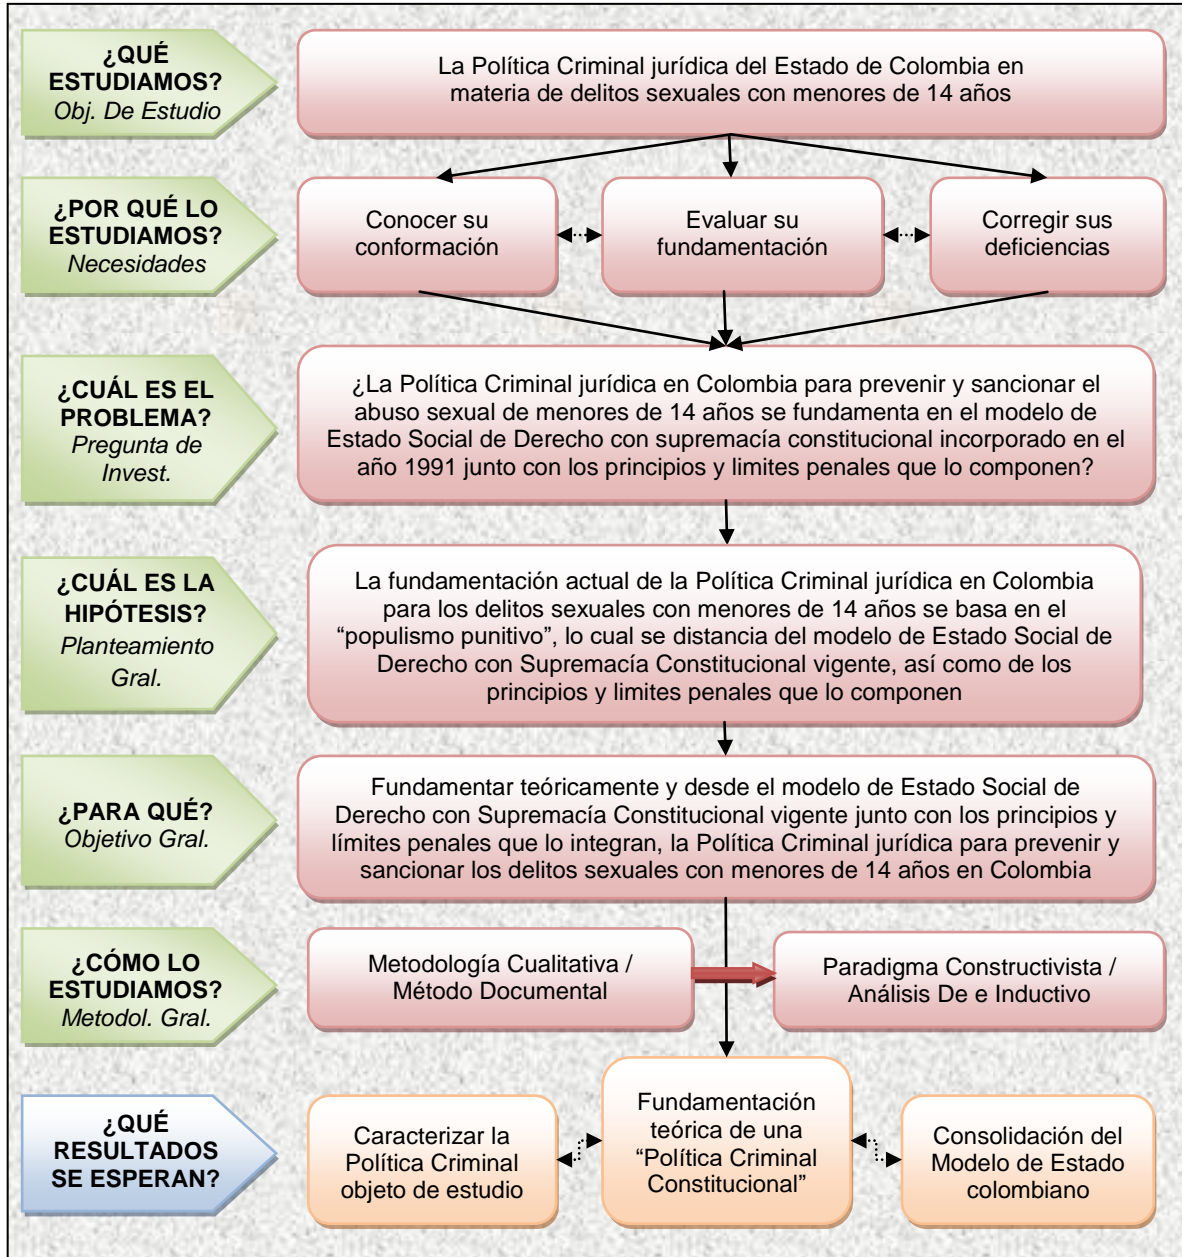 ¿QUÉ
ESTUDIAMOS?
Obj. De Estudio
La Política Criminal jurídica del Estado de Colombia en
materia de delitos sexuales con menores de 14 años
¿POR QUÉ LO
ESTUDIAMOS?
Necesidades
Conocer su
conformación
Evaluar su
fundamentación
Corregir sus
deficiencias
¿CUÁL ES EL
PROBLEMA?
Pregunta de
Invest.
¿La Política Criminal jurídica en Colombia para prevenir y sancionar el
abuso sexual de menores de 14 años se fundamenta en el modelo de
Estado Social de Derecho con supremacía constitucional incorporado en el
año 1991 junto con los principios y limites penales que lo componen?
¿CUÁL ES LA
HIPÓTESIS?
Planteamiento
Gral.
La fundamentación actual de la Política Criminal jurídica en Colombia
para los delitos sexuales con menores de 14 años se basa en el
“populismo punitivo”, lo cual se distancia del modelo de Estado Social de
Derecho con Supremacía Constitucional vigente, así como de los
principios y limites penales que lo componen
¿PARA QUÉ?
Objetivo Gral.
Fundamentar teóricamente y desde el modelo de Estado Social de
Derecho con Supremacía Constitucional vigente junto con los principios y
límites penales que lo integran, la Política Criminal jurídica para prevenir y
sancionar los delitos sexuales con menores de 14 años en Colombia
¿CÓMO LO
ESTUDIAMOS?
Metodol. Gral.
Metodología Cualitativa /
Método Documental
Paradigma Constructivista /
Análisis De e Inductivo
¿QUÉ
RESULTADOS
SE ESPERAN?
Caracterizar la
Política Criminal
objeto de estudio
Fundamentación
teórica de una
“Política Criminal
Constitucional”
Consolidación del
Modelo de Estado
colombiano